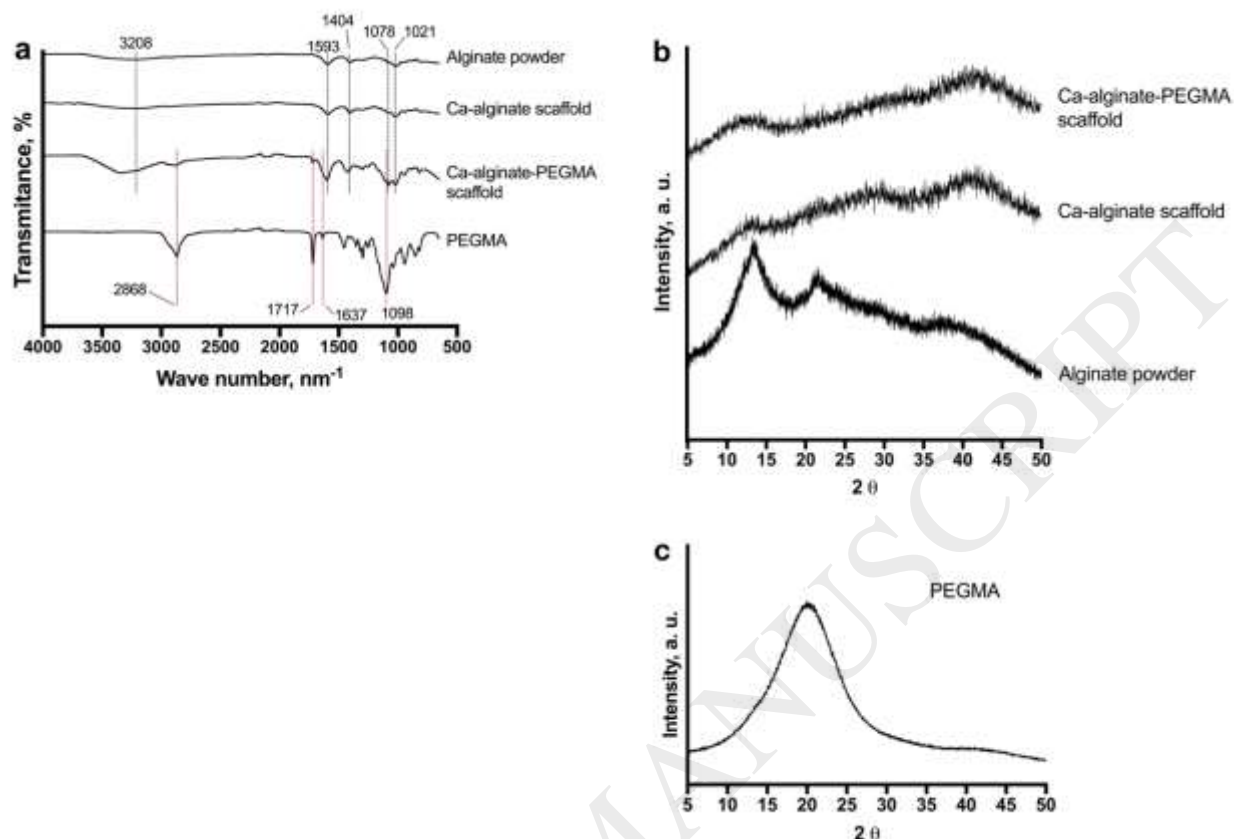 a
Transmitance, %
3208
1593
1404
1078
1021
Alginate powder
Ca-alginate scaffold
Ca-alginate-PEGMA
scaffold
PEGMA
2868
1717
1637
1098
4000 3500 3000 2500 2000 1500 1000 500
Wave number, nm⁻¹
b
Intensity, a. u.
Ca-alginate-PEGMA
scaffold
Ca-alginate scaffold
Alginate powder
5 10 15 20 25 30 35 40 45 50
2 θ
c
Intensity, a. u.
PEGMA
5 10 15 20 25 30 35 40 45 50
2 θ
MANUSCRIPT